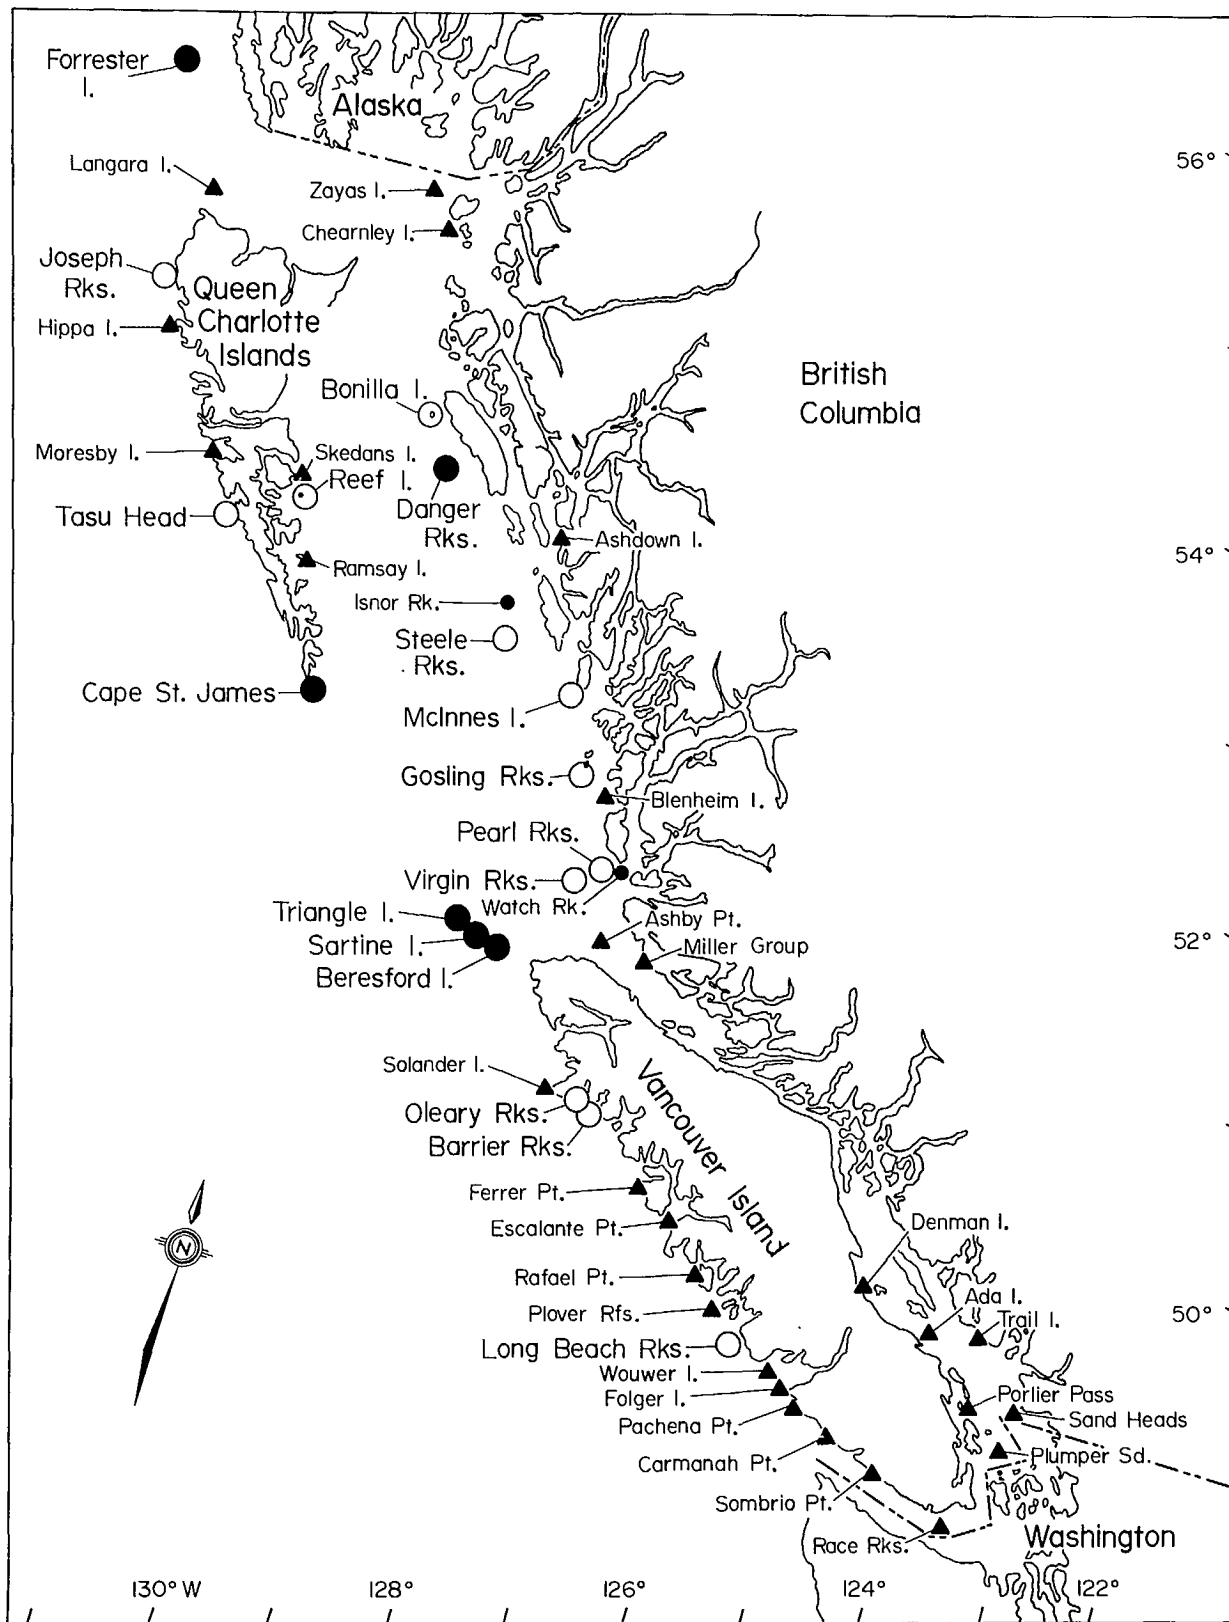 Forrester
I.
Alaska
56°
Langara I.
Zayas I.
Chearnley I.
Joseph
Rks.
Queen
Charlotte
Islands
Hippa I.
British
Columbia
Bonilla I.
Moresby I.
Skedans I.
Reef I.
Tasu Head
Danger
Rks.
Ashdown I.
54°
Ramsay I.
Isnor Rk.
Steele
Rks.
Cape St. James
McInnes I.
Gosling Rks.
Blenheim I.
Pearl Rks.
Virgin Rks.
Watch Rk.
Triangle I.
Ashby Pt.
Sartine I.
Miller Group
52°
Beresford I.
Solander I.
Vancouver Island
Oleary Rks.
Barrier Rks.
Ferrer Pt.
Escalante Pt.
Denman I.
N
Rafael Pt.
Ada I.
Plover Rfs.
Trail I.
50°
Long Beach Rks.
Wouwer I.
Folger I.
Porlier Pass
Pachena Pt.
Sand Heads
Carmanah Pt.
Plumper Sd.
Sombrio Pt.
Race Rks.
Washington
130° W
128°
126°
124°
122°